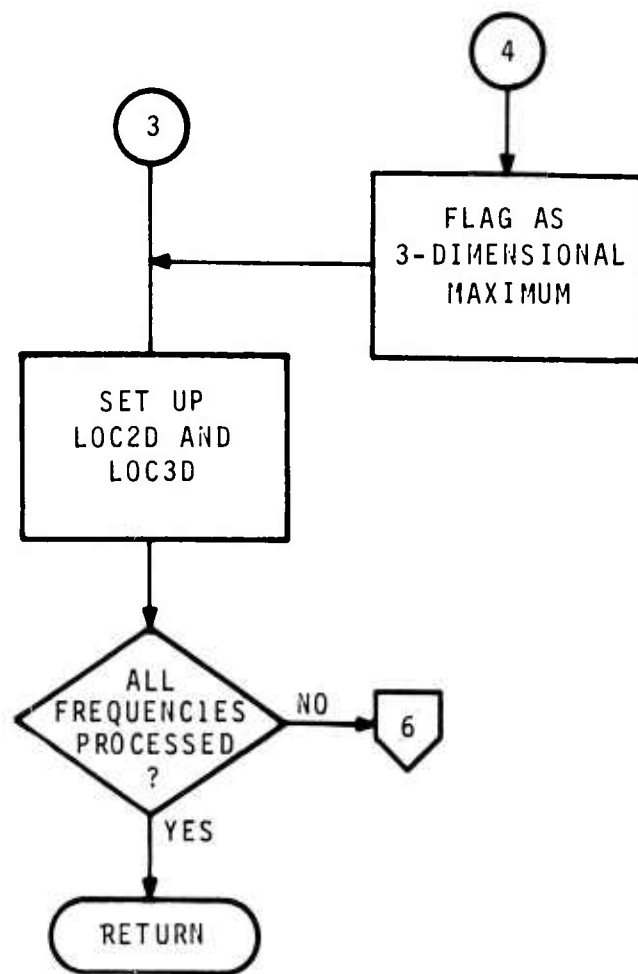 4
3
FLAG AS
3-DIMENSIONAL
MAXIMUM
SET UP
LOC2D AND
LOC3D
ALL
FREQUENCIES
PROCESSED
?
NO
6
YES
RETURN